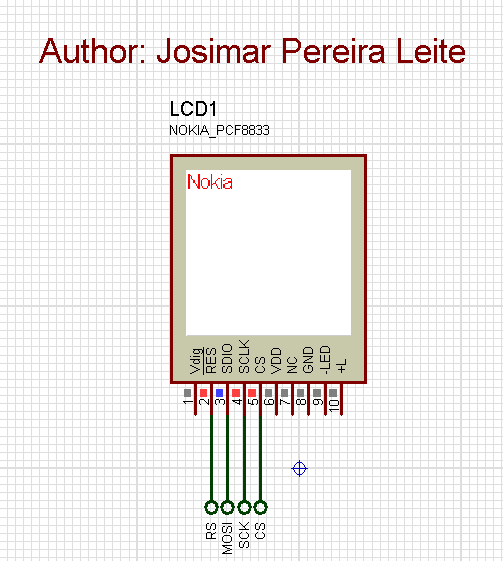 Author: Josimar Pereira Leite
LCD1
NOKIA_PCF8833
Nokia
Vdig RES SDIO SCLK CS VDD NC GND -LED +L
1 2 3 4 5 6 7 8 9 10
RS MOSI SCK CS